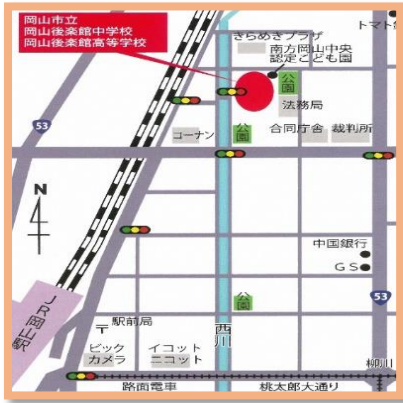 岡山市立
岡山後楽館中学校
岡山後楽館高等学校
きらめきプラザ
南方岡山中央
認定こども園
公園
法務局
コーナン
公園
合同庁舎
裁判所
53
N
中国銀行
GS
53
JR岡山駅
公園
西川
〒
駅前局
ビック
カメラ
イコット
ニコット
柳川
路面電車
桃太郎大通り